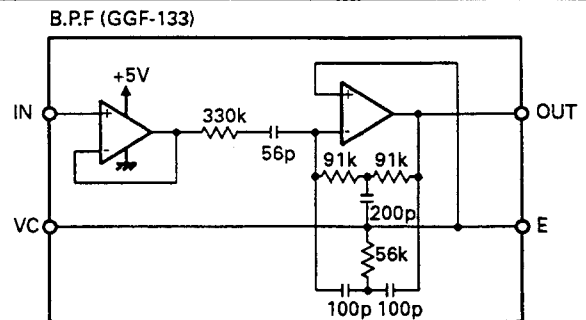 B.P.F (GGF-133)
+5V
IN
+
-
330k
56p
+
-
OUT
91k 91k
200p
VC
E
56k
100p 100p